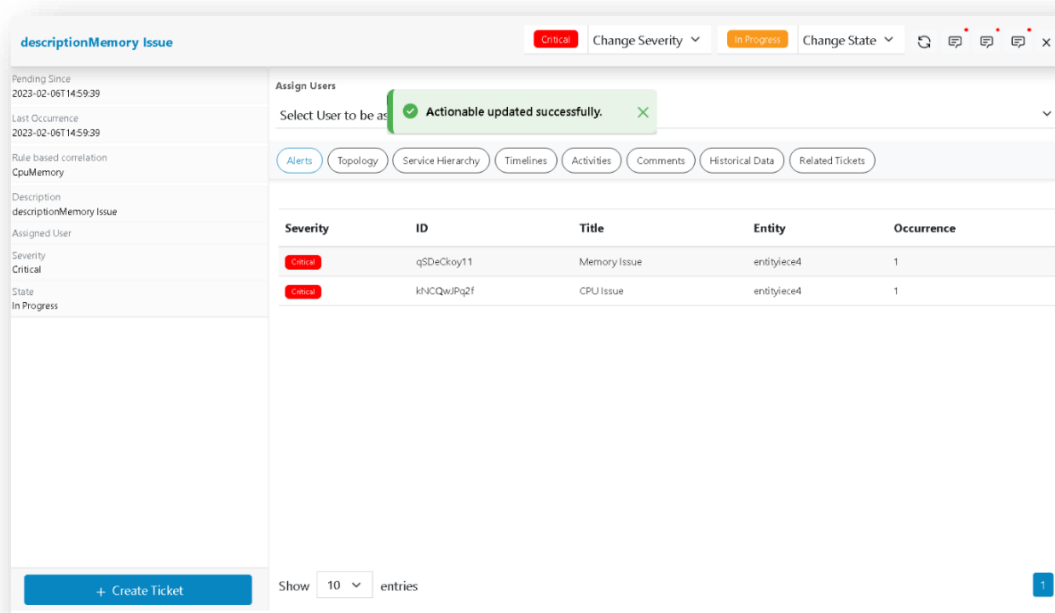 descriptionMemory Issue
Critical Change Severity In Progress Change State
Pending Since
2023-02-06T14:59:39
Last Occurrence
2023-02-06T14:59:39
Rule based correlation
CpuMemory
Description
descriptionMemory Issue
Assigned User
Severity
Critical
State
In Progress
+ Create Ticket
Assign Users
Select User to be as
Actionable updated successfully.
Alerts Topology Service Hierarchy Timelines Activities Comments Historical Data Related Tickets
Severity ID Title Entity Occurrence
Critical qSDeCkoy11 Memory Issue entityiece4 1
Critical kNCQwJPq2f CPU Issue entityiece4 1
Show 10 entries
1